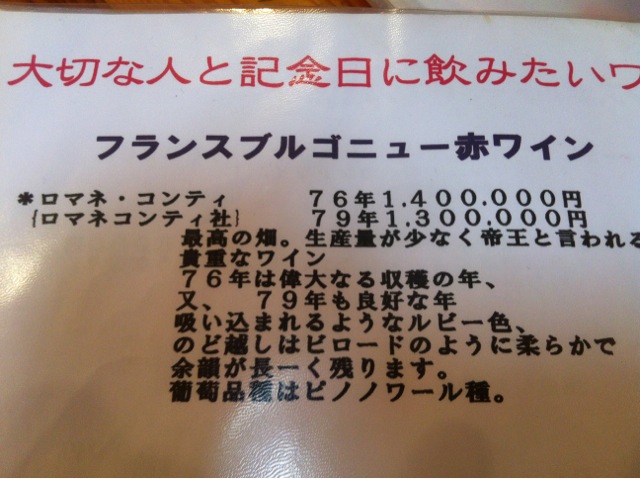 大切な人と記念日に飲みたいワ
フランスブルゴニュー赤ワイン
*ロマネ・コンティ　７６年１.４００.０００円
{ロマネコンティ社}　７９年１.３００.０００円
最高の畑。生産量が少なく帝王と言われる
貴重なワイン
７６年は偉大なる収穫の年、
又、　７９年も良好な年
吸い込まれるようなルビー色、
のど越しはビロードのように柔らかで
余韻が長ーく残ります。
葡萄品種はピノノワール種。